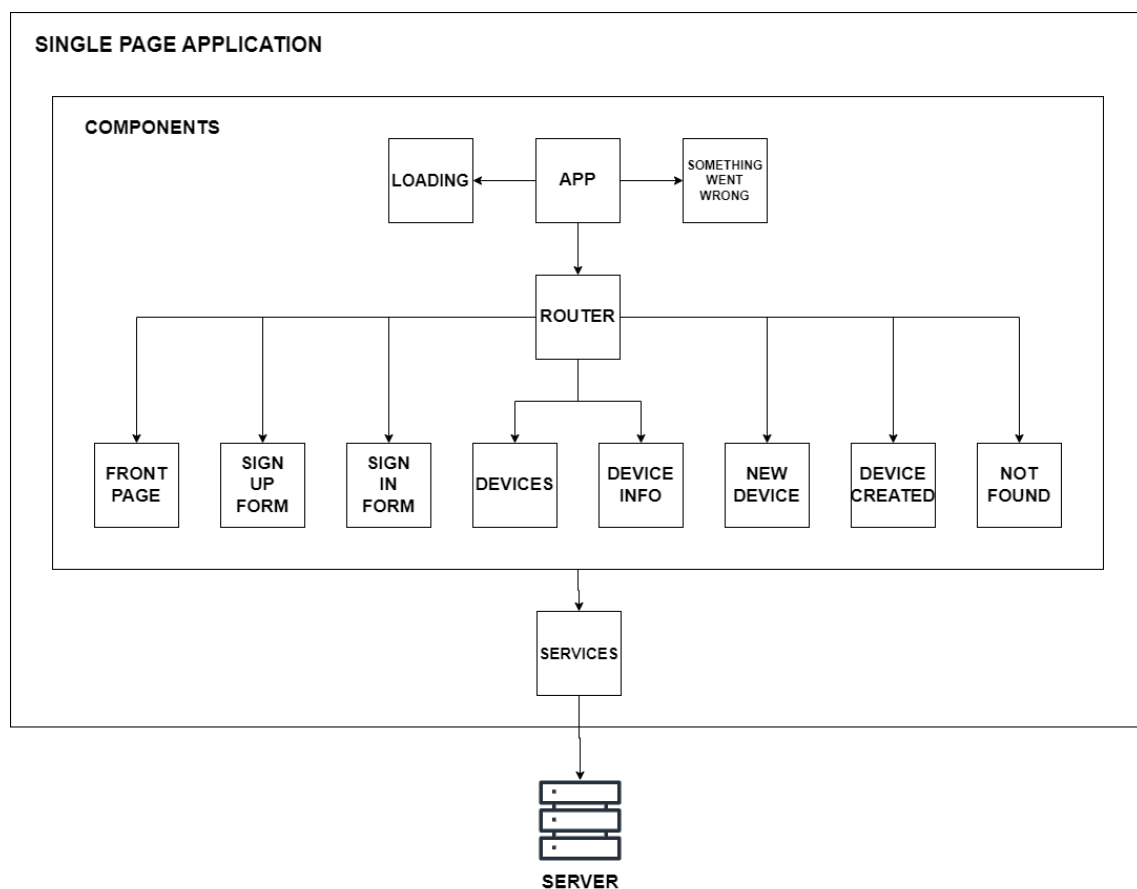 SINGLE PAGE APPLICATION
COMPONENTS
LOADING
APP
SOMETHING
WENT
WRONG
ROUTER
FRONT
PAGE
SIGN
UP
FORM
SIGN
IN
FORM
DEVICES
DEVICE
INFO
NEW
DEVICE
DEVICE
CREATED
NOT
FOUND
SERVICES
SERVER